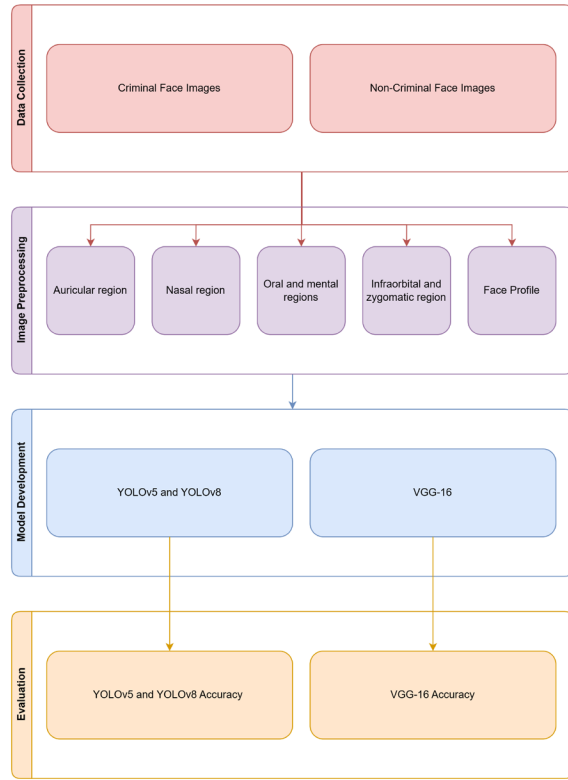 Data Collection
Criminal Face Images
Non-Criminal Face Images
Image Preprocessing
Auricular region
Nasal region
Oral and mental
regions
Infraorbital and
zygomatic region
Face Profile
Model Development
YOLOv5 and YOLOv8
VGG-16
Evaluation
YOLOv5 and YOLOv8 Accuracy
VGG-16 Accuracy